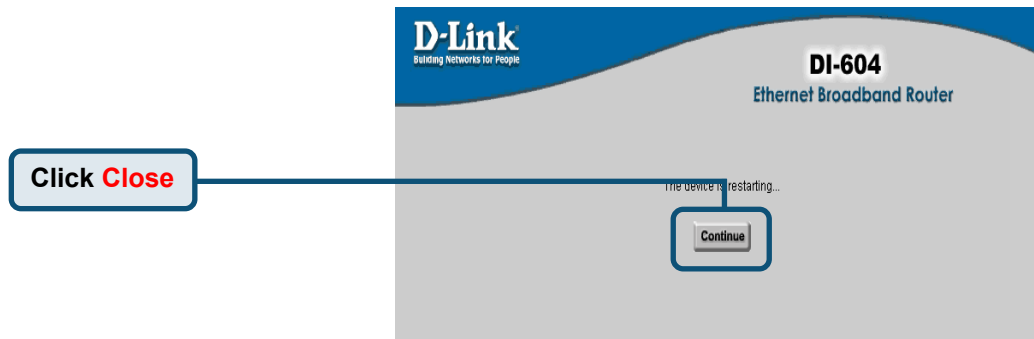 D-Link
Building Networks for People
DI-604
Ethernet Broadband Router
Click Close
The device is restarting...
Continue